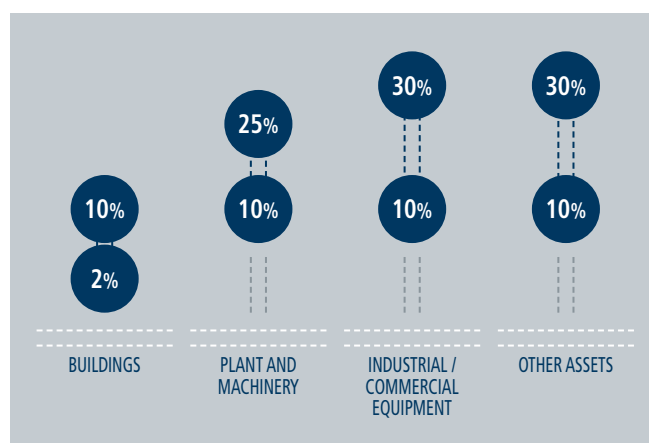 30%
30%
25%
10%
10%
10%
10%
2%
BUILDINGS
PLANT AND
MACHINERY
INDUSTRIAL /
COMMERCIAL
EQUIPMENT
OTHER ASSETS